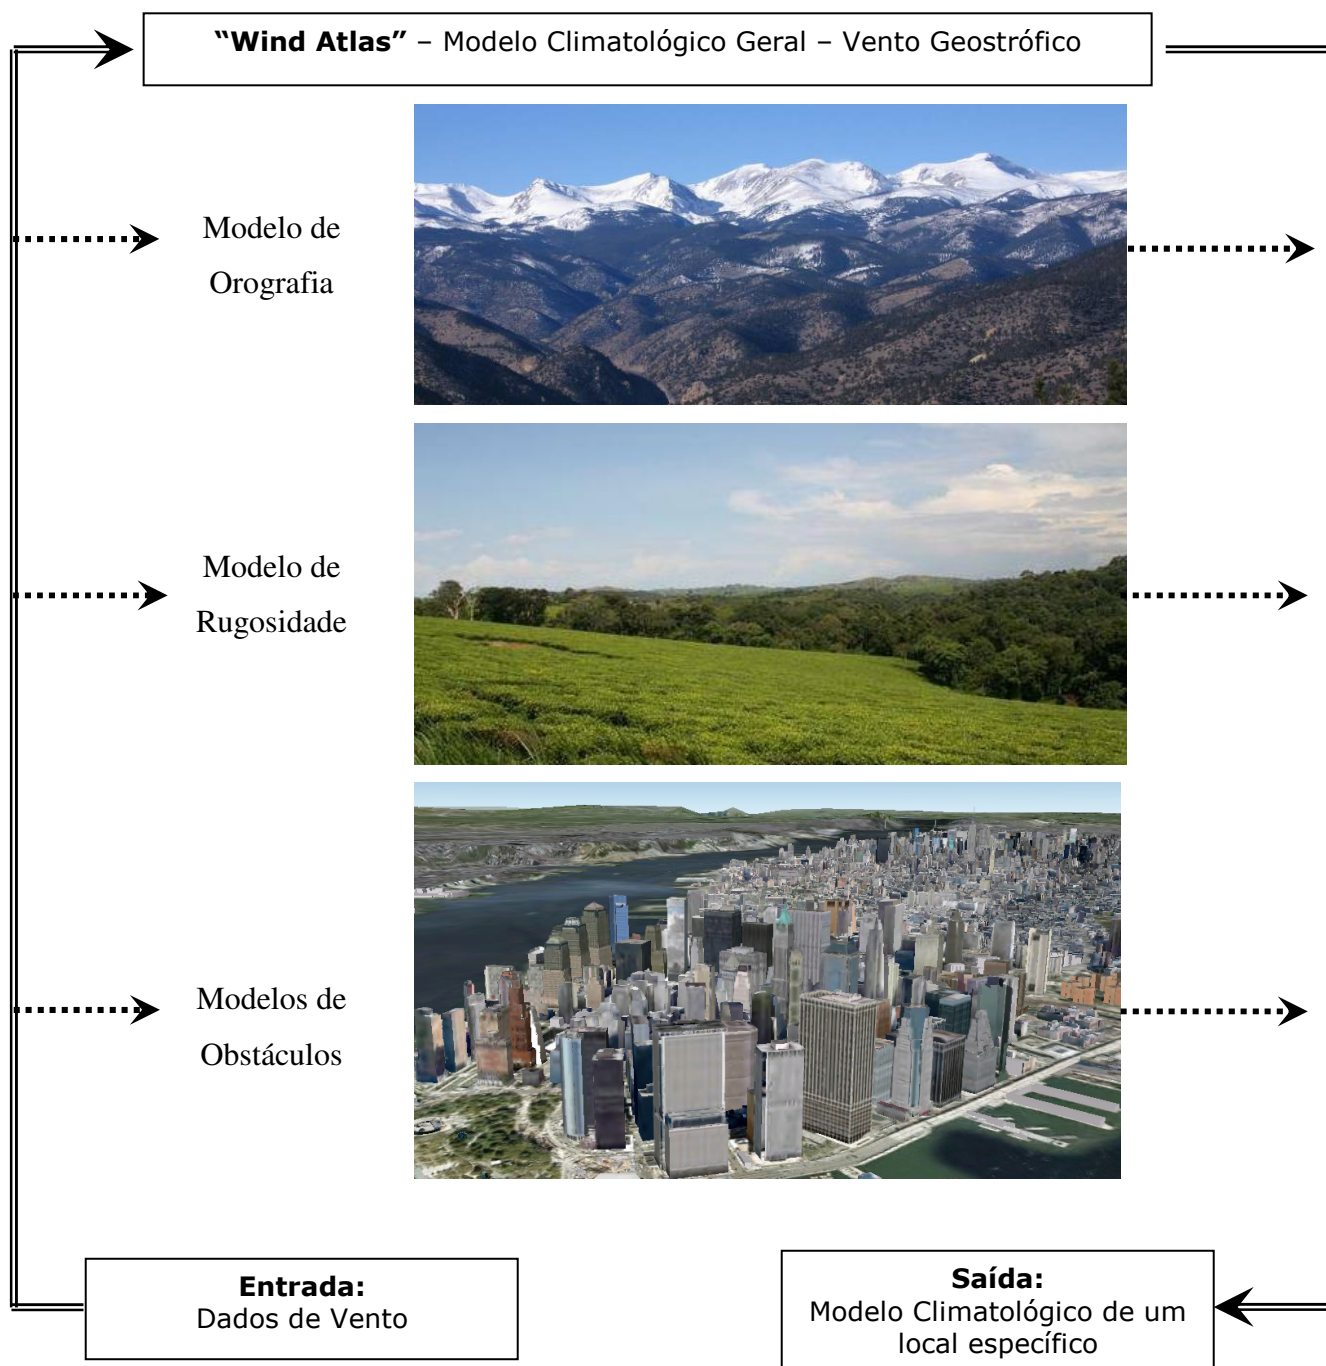 “Wind Atlas” – Modelo Climatológico Geral – Vento Geostrófico
Modelo de
Orografia
Modelo de
Rugosidade
Modelos de
Obstáculos
Entrada:
Dados de Vento
Saída:
Modelo Climatológico de um
local específico